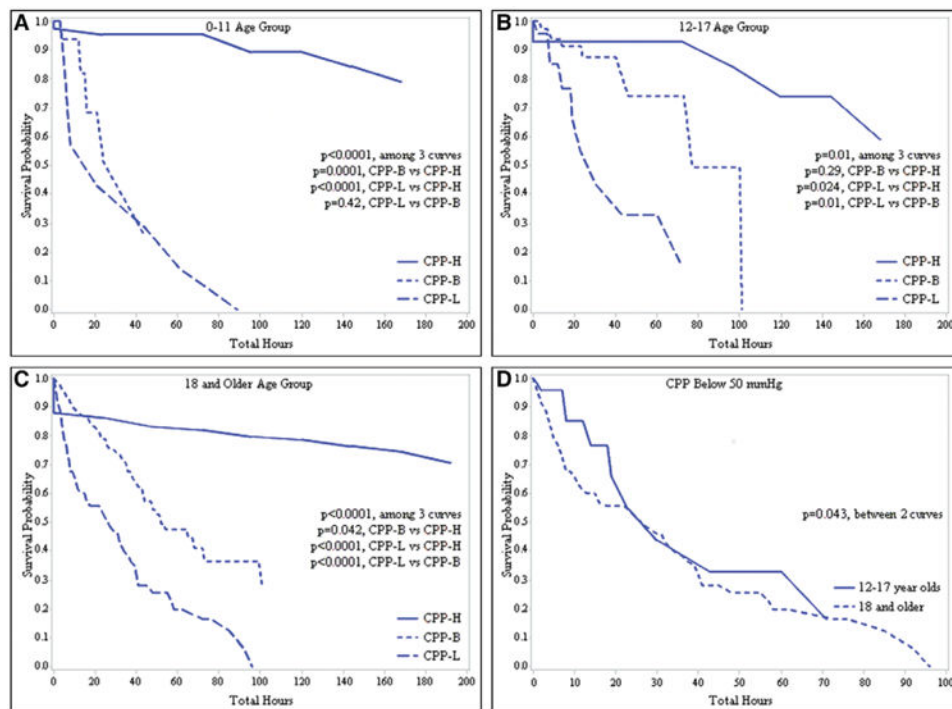 A
0-11 Age Group
Survival Probability
1.0
0.9
0.8
0.7
0.6
0.5
0.4
0.3
0.2
0.1
0.0
p<0.0001, among 3 curves
p=0.0001, CPP-B vs CPP-H
p<0.0001, CPP-L vs CPP-H
p=0.42, CPP-L vs CPP-B
CPP-H
CPP-B
CPP-L
0 20 40 60 80 100 120 140 160 180 200
Total Hours
B
12-17 Age Group
Survival Probability
1.0
0.9
0.8
0.7
0.6
0.5
0.4
0.3
0.2
0.1
0.0
p=0.01, among 3 curves
p=0.29, CPP-B vs CPP-H
p=0.024, CPP-L vs CPP-H
p=0.01, CPP-L vs CPP-B
CPP-H
CPP-B
CPP-L
0 20 40 60 80 100 120 140 160 180 200
Total Hours
C
18 and Older Age Group
Survival Probability
1.0
0.9
0.8
0.7
0.6
0.5
0.4
0.3
0.2
0.1
0.0
p<0.0001, among 3 curves
p=0.042, CPP-B vs CPP-H
p<0.0001, CPP-L vs CPP-H
p<0.0001, CPP-L vs CPP-B
CPP-H
CPP-B
CPP-L
0 20 40 60 80 100 120 140 160 180 200
Total Hours
D
CPP Below 50 mmHg
Survival Probability
1.0
0.9
0.8
0.7
0.6
0.5
0.4
0.3
0.2
0.1
0.0
p=0.043, between 2 curves
12-17 year olds
18 and older
0 10 20 30 40 50 60 70 80 90 100
Total Hours